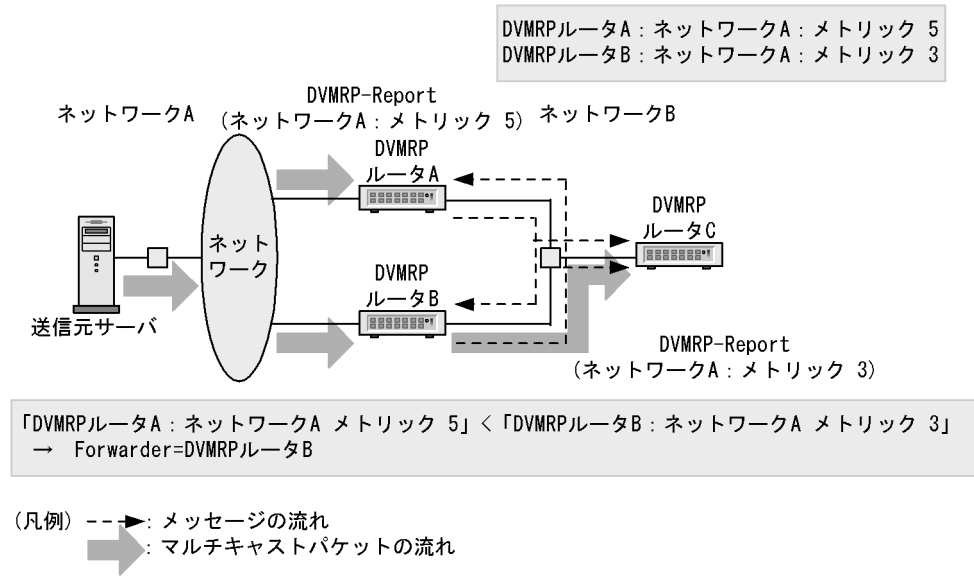 DVMRPルータA：ネットワークA：メトリック 5
DVMRPルータB：ネットワークA：メトリック 3
DVMRP-Report
ネットワークA
（ネットワークA：メトリック 5）
ネットワークB
DVMRP
ルータA
DVMRP
ルータC
ネット
ワーク
DVMRP
ルータB
送信元サーバ
DVMRP-Report
（ネットワークA：メトリック 3）
「DVMRPルータA：ネットワークA メトリック 5」＜「DVMRPルータB：ネットワークA メトリック 3」
→ Forwarder=DVMRPルータB
（凡例） ：メッセージの流れ
：マルチキャストパケットの流れ